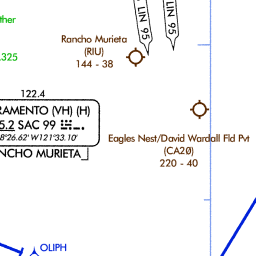 ther
.325
LIN 95
LIN 95
Rancho Murieta
(RIU)
144 - 38
122.4
RAMENTO (VH) (H)
5.2 SAC 99
8°26.62' W121°33.10'
NCHO MURIETA
Eagles Nest/David Wardall Fld Pvt
(CA2Ø)
220 - 40
OLIPH